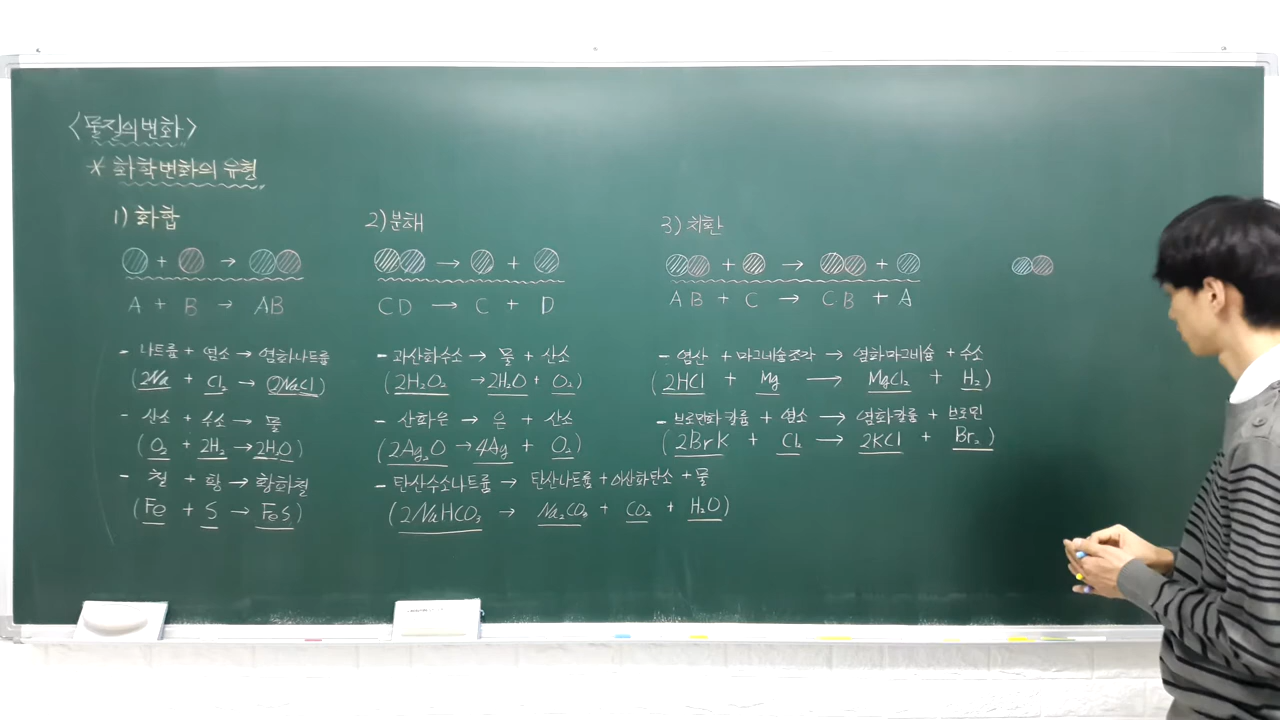 <물질의 변화>
* 화학변화의 유형
1) 화합
+ →
A + B → AB
- 나트륨 + 염소 → 염화나트륨
(2Na + Cl₂ → 2NaCl)
- 산소 + 수소 → 물
(O₂ + 2H₂ → 2H₂O)
- 철 + 황 → 황화철
(Fe + S → FeS)
2) 분해
→ +
CD → C + D
- 과산화수소 → 물 + 산소
(2H₂O₂ → 2H₂O + O₂)
- 산화은 → 은 + 산소
(2Ag₂O → 4Ag + O₂)
- 탄산수소나트륨 → 탄산나트륨 + 이산화탄소 + 물
(2NaHCO₃ → Na₂CO₃ + CO₂ + H₂O)
3) 치환
+ → +
AB + C → CB + A
- 염산 + 마그네슘조각 → 염화마그네슘 + 수소
(2HCl + Mg → MgCl₂ + H₂)
- 브로민화칼륨 + 염소 → 염화칼륨 + 브로민
(2BrK + Cl₂ → 2KCl + Br₂)